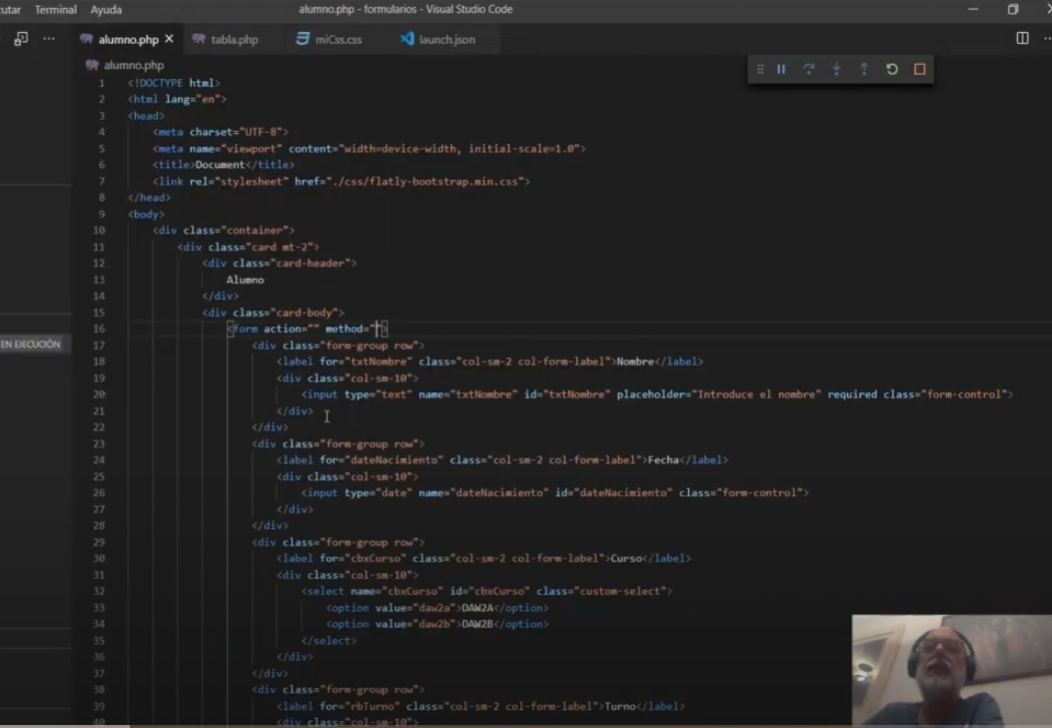 utar Terminal Ayuda alumno.php - formularios - Visual Studio Code
alumno.php tabla.php miCss.css launch.json
alumno.php
1 <!DOCTYPE html>
2 <html lang="en">
3 <head>
4 <meta charset="UTF-8">
5 <meta name="viewport" content="width=device-width, initial-scale=1.0">
6 <title>Document</title>
7 <link rel="stylesheet" href="./css/flatly-bootstrap.min.css">
8 </head>
9 <body>
10 <div class="container">
11 <div class="card mt-2">
12 <div class="card-header">
13 Alumno
14 </div>
15 <div class="card-body">
16 <form action="" method="">
EN EJECUCIÓN
17 <div class="form-group row">
18 <label for="txtNombre" class="col-sm-2 col-form-label">Nombre</label>
19 <div class="col-sm-10">
20 <input type="text" name="txtNombre" id="txtNombre" placeholder="Introduce el nombre" required class="form-control">
21 </div>
22 </div>
23 <div class="form-group row">
24 <label for="dateNacimiento" class="col-sm-2 col-form-label">Fecha</label>
25 <div class="col-sm-10">
26 <input type="date" name="dateNacimiento" id="dateNacimiento" class="form-control">
27 </div>
28 </div>
29 <div class="form-group row">
30 <label for="cbxCurso" class="col-sm-2 col-form-label">Curso</label>
31 <div class="col-sm-10">
32 <select name="cbxCurso" id="cbxCurso" class="custom-select">
33 <option value="daw2a">DAW2A</option>
34 <option value="daw2b">DAW2B</option>
35 </select>
36 </div>
37 </div>
38 <div class="form-group row">
39 <label for="rbTurno" class="col-sm-2 col-form-label">Turno</label>
40 <div class="col-sm-10">